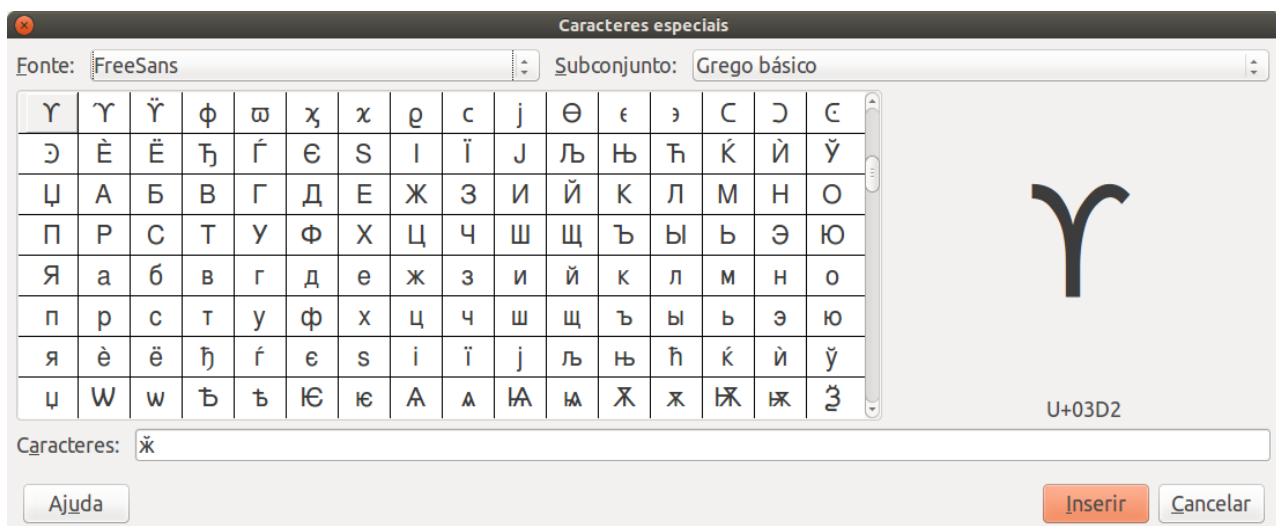 Caracteres especiais
Fonte: FreeSans Subconjunto: Grego básico
ϒ ϓ ϔ ϕ ϖ ϗ ϰ ϱ ϲ ϳ ϴ ϵ ϶ Ϲ Ͻ Ͼ
Ͽ Ѐ Ё Ђ Ѓ Є Ѕ І Ї Ј Љ Њ Ћ Ќ Ѝ Ў
Џ А Б В Г Д Е Ж З И Й К Л М Н О
П Р С Т У Ф Х Ц Ч Ш Щ Ъ Ы Ь Э Ю
Я а б в г д е ж з и й к л м н о
п р с т у ф х ц ч ш щ ъ ы ь э ю
я ѐ ё ђ ѓ є ѕ і ї ј љ њ ћ ќ ѝ ў
џ Ѡ ѡ Ѣ ѣ Ѥ ѥ Ѧ ѧ Ѩ ѩ Ѫ ѫ Ѭ ѭ Ѯ
U+03D2
Caracteres: ӂ
Ajuda Inserir Cancelar